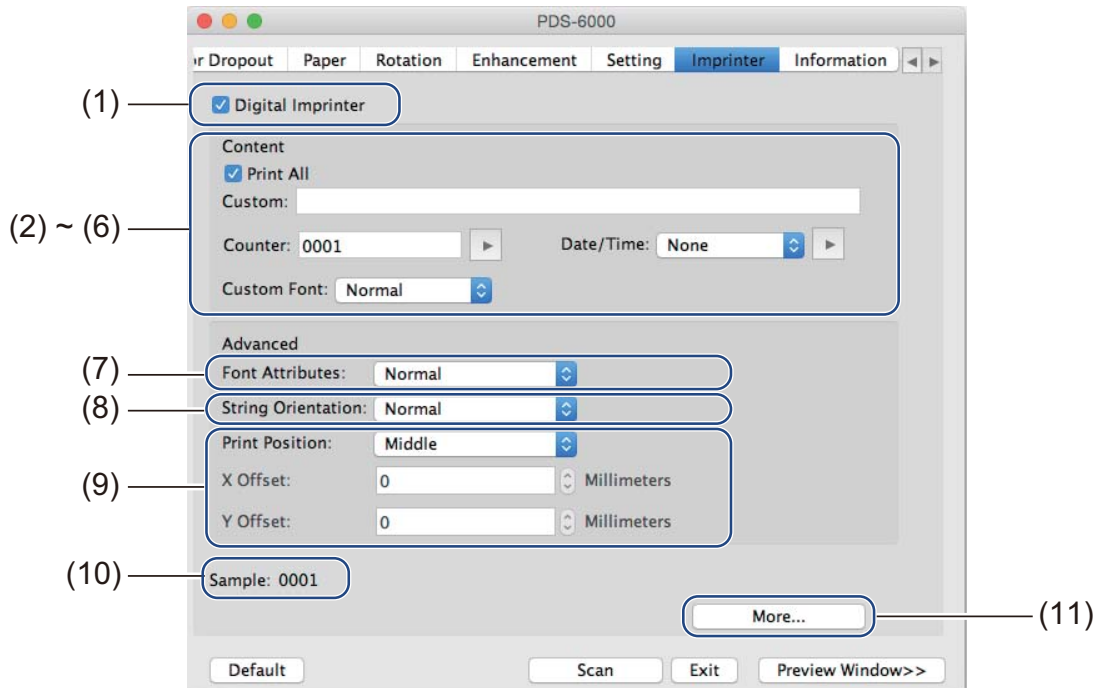 PDS-6000
or Dropout Paper Rotation Enhancement Setting Imprinter Information
(1) Digital Imprinter
Content
Print All
Custom:
(2) ~ (6)
Counter: 0001 Date/Time: None
Custom Font: Normal
Advanced
(7) Font Attributes: Normal
(8) String Orientation: Normal
Print Position: Middle
(9) X Offset: 0 Millimeters
Y Offset: 0 Millimeters
(10) Sample: 0001
More... (11)
Default Scan Exit Preview Window>>